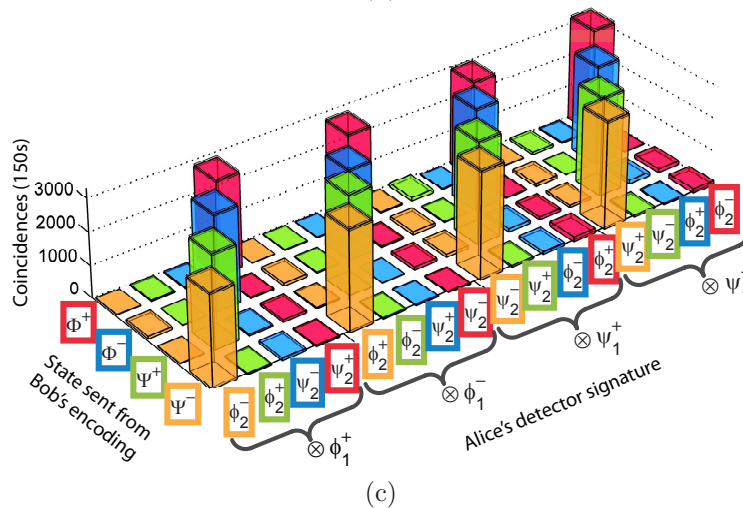 Coincidences (150s)
3000
2000
1000
0
Φ⁺
Φ⁻
Ψ⁺
Ψ⁻
State sent from
Bob's encoding
ϕ₂⁻
ϕ₂⁺
ψ₂⁻
ψ₂⁺
ϕ₂⁺
ϕ₂⁻
ψ₂⁺
ψ₂⁻
ψ₂⁻
ψ₂⁺
ϕ₂⁻
ϕ₂⁺
ψ₂⁺
ψ₂⁻
ϕ₂⁺
ϕ₂⁻
⊗ ϕ₁⁺
⊗ ϕ₁⁻
⊗ ψ₁⁺
⊗ ψ
Alice's detector signature
(c)